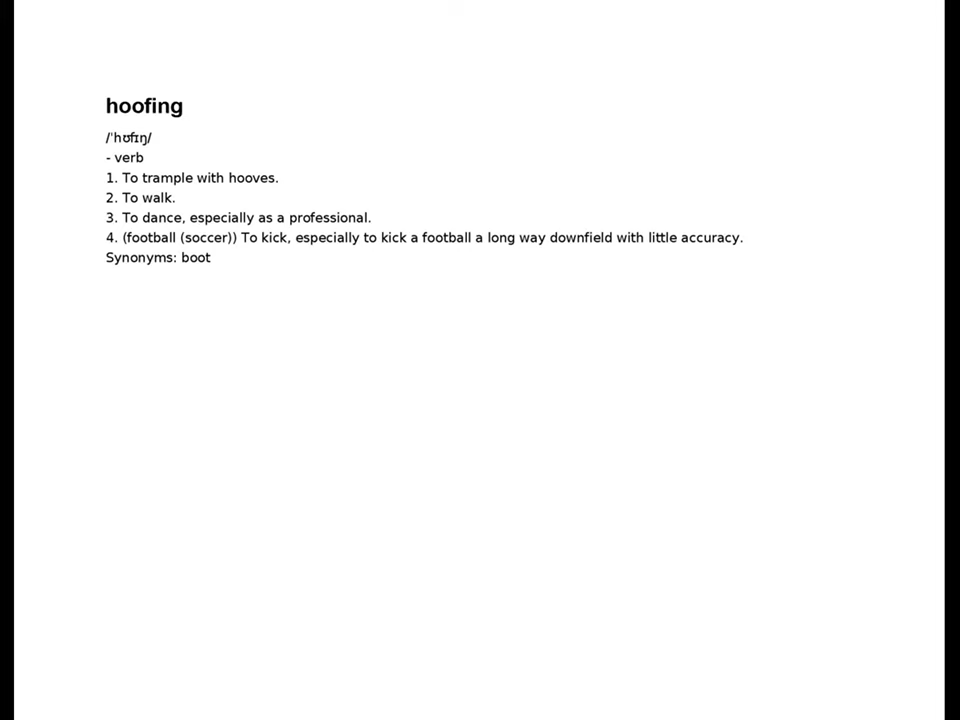 hoofing
/ˈhʊfɪŋ/
- verb
1. To trample with hooves.
2. To walk.
3. To dance, especially as a professional.
4. (football (soccer)) To kick, especially to kick a football a long way downfield with little accuracy.
Synonyms: boot